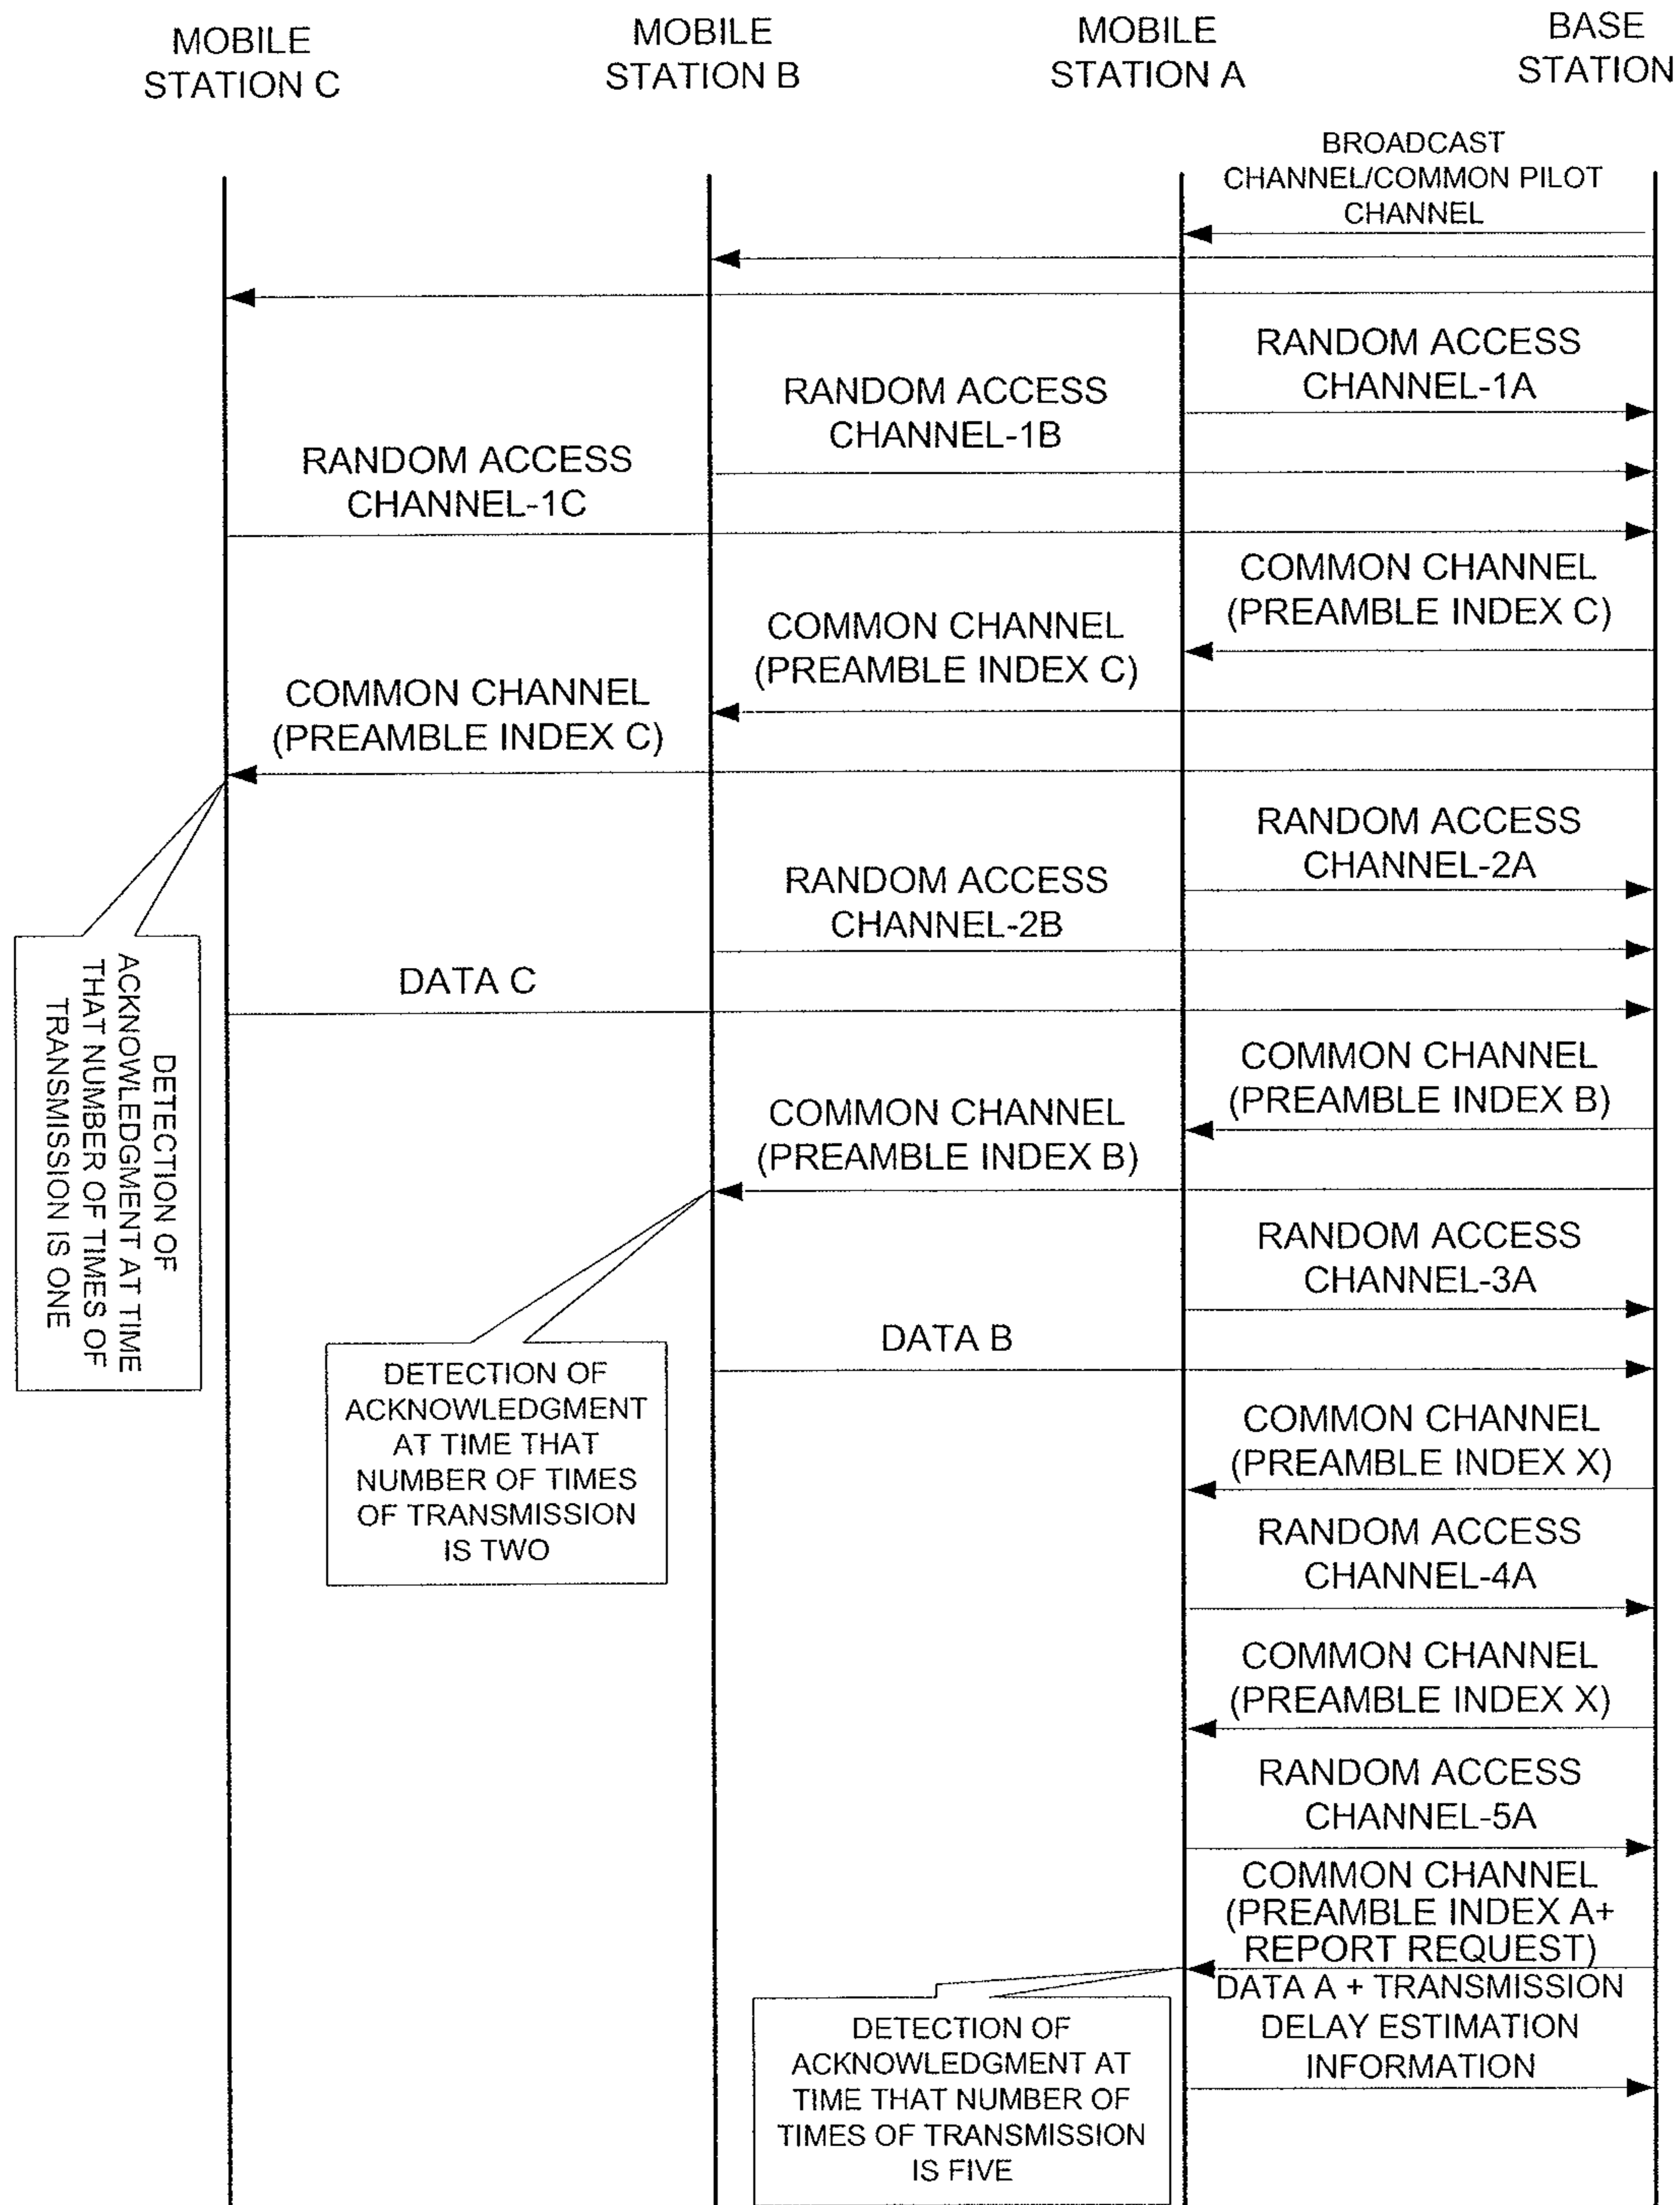 MOBILE
STATION C
MOBILE
STATION B
MOBILE
STATION A
BASE
STATION
BROADCAST
CHANNEL/COMMON PILOT
CHANNEL
RANDOM ACCESS
CHANNEL-1A
RANDOM ACCESS
CHANNEL-1B
RANDOM ACCESS
CHANNEL-1C
COMMON CHANNEL
(PREAMBLE INDEX C)
COMMON CHANNEL
(PREAMBLE INDEX C)
COMMON CHANNEL
(PREAMBLE INDEX C)
RANDOM ACCESS
CHANNEL-2A
RANDOM ACCESS
CHANNEL-2B
DATA C
DETECTION OF
ACKNOWLEDGMENT AT TIME
THAT NUMBER OF TIMES OF
TRANSMISSION IS ONE
COMMON CHANNEL
(PREAMBLE INDEX B)
COMMON CHANNEL
(PREAMBLE INDEX B)
RANDOM ACCESS
CHANNEL-3A
DATA B
DETECTION OF
ACKNOWLEDGMENT
AT TIME THAT
NUMBER OF TIMES
OF TRANSMISSION
IS TWO
COMMON CHANNEL
(PREAMBLE INDEX X)
RANDOM ACCESS
CHANNEL-4A
COMMON CHANNEL
(PREAMBLE INDEX X)
RANDOM ACCESS
CHANNEL-5A
COMMON CHANNEL
(PREAMBLE INDEX A+
REPORT REQUEST)
DATA A + TRANSMISSION
DELAY ESTIMATION
INFORMATION
DETECTION OF
ACKNOWLEDGMENT AT
TIME THAT NUMBER OF
TIMES OF TRANSMISSION
IS FIVE